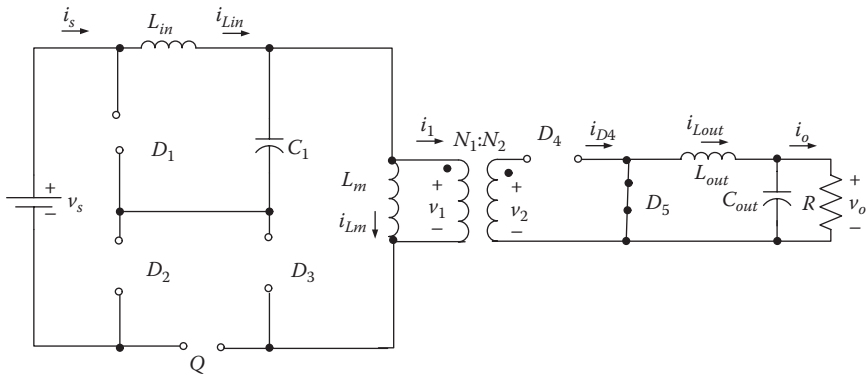 i_s L_in i_Lin
D_1 C_1
i_1 N_1:N_2 D_4 i_D4 i_Lout i_o
L_m L_out
+ v_s −
i_Lm + v_1 − + v_2 − D_5 C_out R + v_o −
D_2 D_3
Q